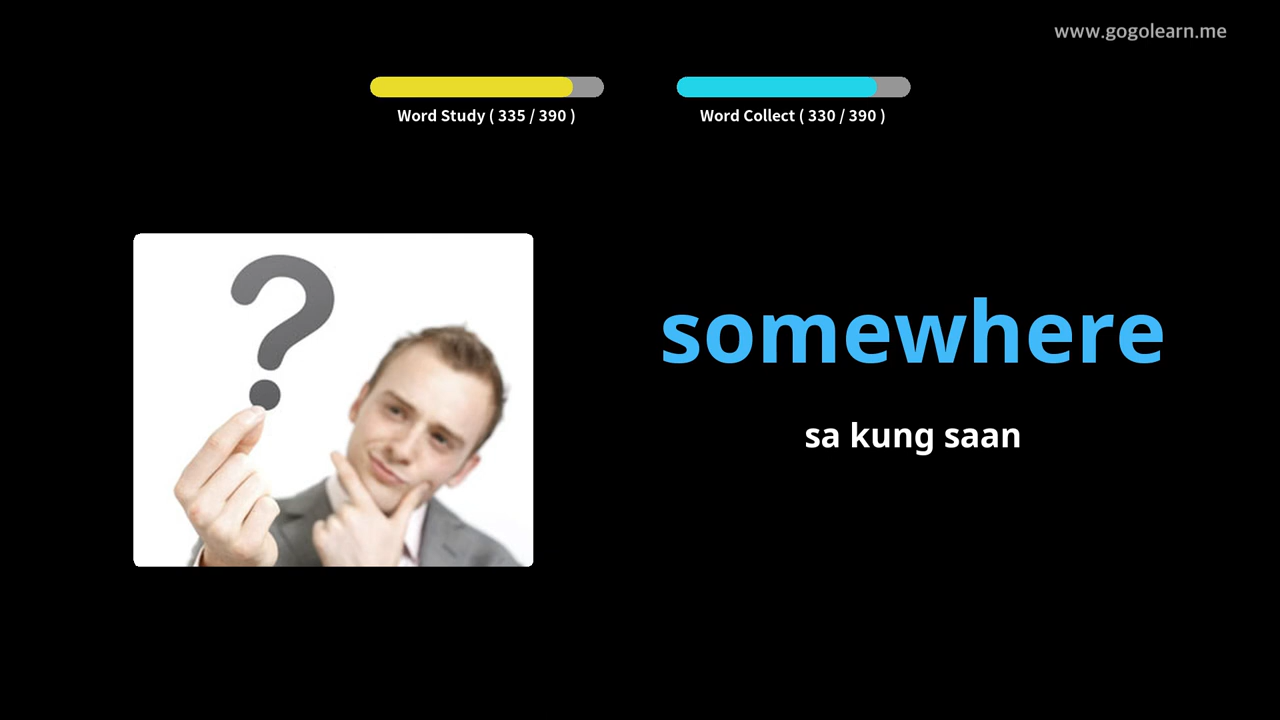 www.gogolearn.me
Word Study ( 335 / 390 )
Word Collect ( 330 / 390 )
?
somewhere
sa kung saan